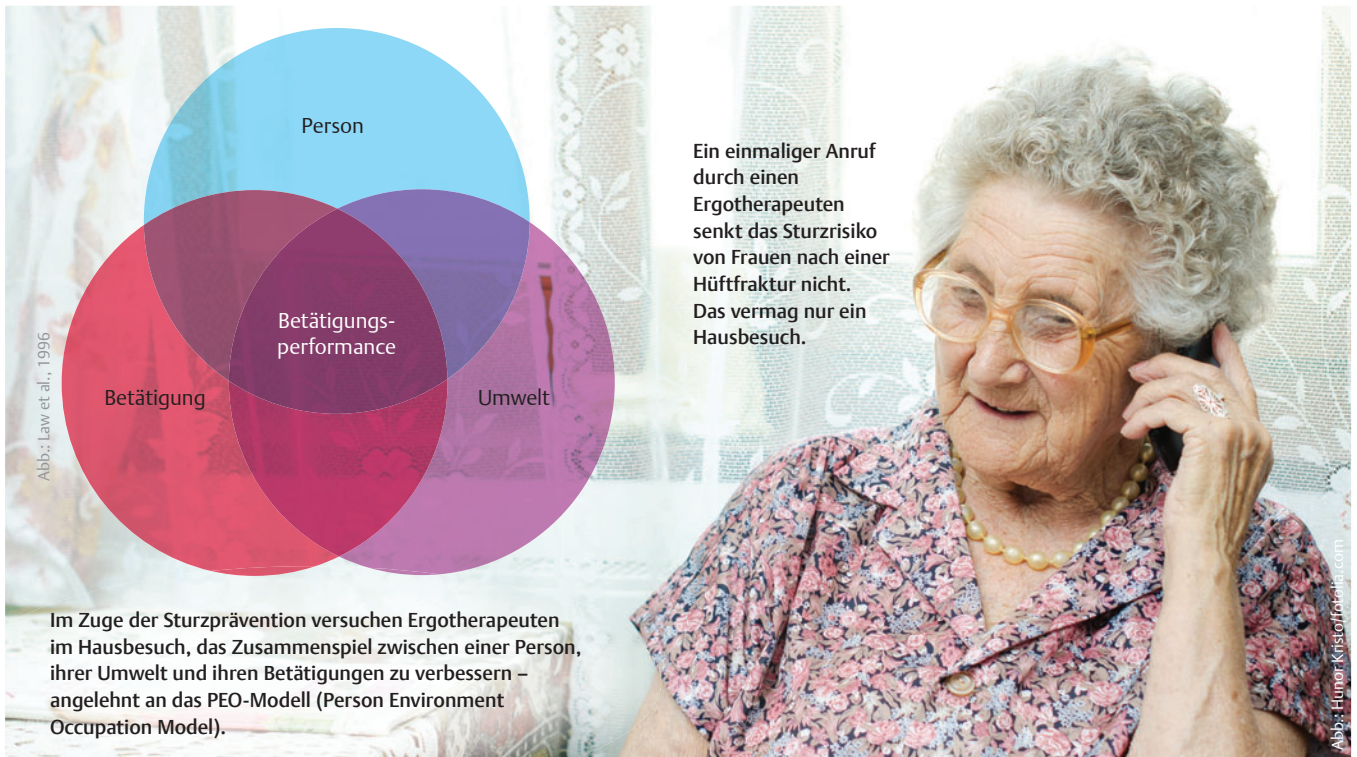 Person
Betätigungs-
performance
Betätigung
Umwelt
Abb.: Law et al., 1996
Ein einmaliger Anruf
durch einen
Ergotherapeuten
senkt das Sturzrisiko
von Frauen nach einer
Hüftfraktur nicht.
Das vermag nur ein
Hausbesuch.
Im Zuge der Sturzprävention versuchen Ergotherapeuten
im Hausbesuch, das Zusammenspiel zwischen einer Person,
ihrer Umwelt und ihren Betätigungen zu verbessern –
angelehnt an das PEO-Modell (Person Environment
Occupation Model).
Abb.: Hunor Kristo/fotolia.com